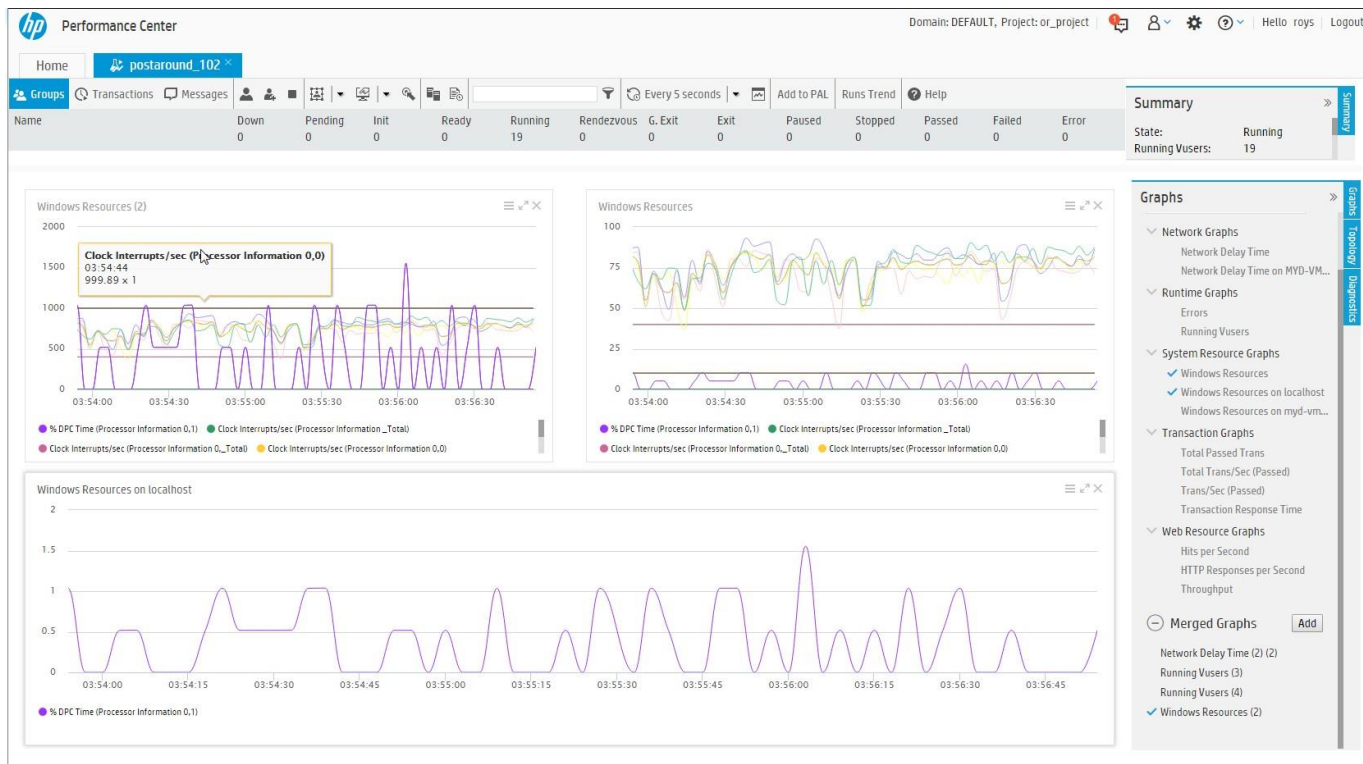 hp Performance Center
Domain: DEFAULT, Project: or_project
1
Hello roys Logout
Home postaround_102 ×
Groups Transactions Messages Every 5 seconds Add to PAL Runs Trend Help
Name Down Pending Init Ready Running Rendezvous G. Exit Exit Paused Stopped Passed Failed Error
0 0 0 0 19 0 0 0 0 0 0 0 0
Summary
State: Running
Running Vusers: 19
Summary
Windows Resources (2)
2000
1500
1000
500
0
Clock Interrupts/sec (Processor Information 0,0)
03:54:44
999.89 x 1
03:54:00 03:54:30 03:55:00 03:55:30 03:56:00 03:56:30
% DPC Time (Processor Information 0,1) Clock Interrupts/sec (Processor Information _Total)
Clock Interrupts/sec (Processor Information 0,_Total) Clock Interrupts/sec (Processor Information 0,0)
Windows Resources
100
75
50
25
0
03:54:00 03:54:30 03:55:00 03:55:30 03:56:00 03:56:30
% DPC Time (Processor Information 0,1) Clock Interrupts/sec (Processor Information _Total)
Clock Interrupts/sec (Processor Information 0,_Total) Clock Interrupts/sec (Processor Information 0,0)
Windows Resources on localhost
2
1.5
1
0.5
0
03:54:00 03:54:15 03:54:30 03:54:45 03:55:00 03:55:15 03:55:30 03:55:45 03:56:00 03:56:15 03:56:30 03:56:45
% DPC Time (Processor Information 0,1)
Graphs
Network Graphs
Network Delay Time
Network Delay Time on MYD-VM...
Runtime Graphs
Errors
Running Vusers
System Resource Graphs
Windows Resources
Windows Resources on localhost
Windows Resources on myd-vm...
Transaction Graphs
Total Passed Trans
Total Trans/Sec (Passed)
Trans/Sec (Passed)
Transaction Response Time
Web Resource Graphs
Hits per Second
HTTP Responses per Second
Throughput
Merged Graphs Add
Network Delay Time (2) (2)
Running Vusers (3)
Running Vusers (4)
Windows Resources (2)
Graphs
Topology
Diagnostics